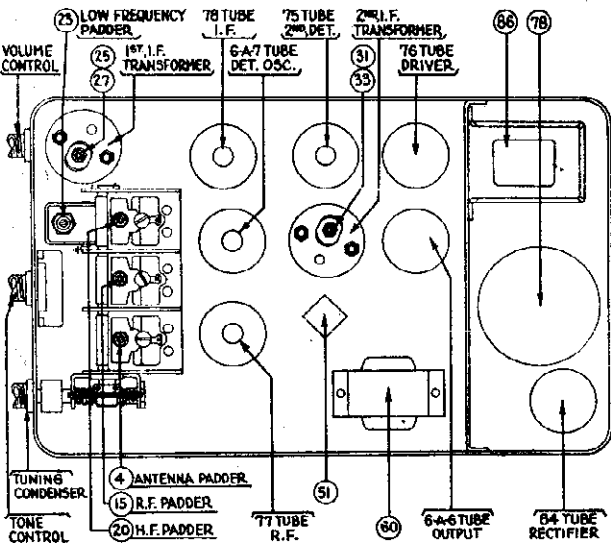 23 LOW FREQUENCY
PADDER
78 TUBE
I.F.
75 TUBE
2ND. DET.
2ND. I.F.
TRANSFORMER
86
78
VOLUME
CONTROL
25
27
1ST. I.F.
TRANSFORMER
6-A-7 TUBE
DET. OSC.
31
33
76 TUBE
DRIVER
TUNING
CONDENSER
TONE
CONTROL
4 ANTENNA PADDER
15 R.F. PADDER
20 H.F. PADDER
77 TUBE
R.F.
51
60
6-A-6 TUBE
OUTPUT
84 TUBE
RECTIFIER